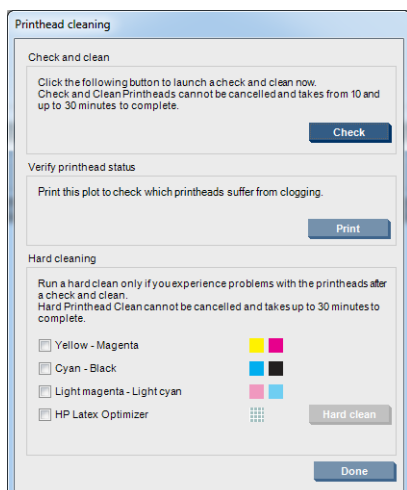 Printhead cleaning
Check and clean
Click the following button to launch a check and clean now.
Check and Clean Printheads cannot be cancelled and takes from 10 and
up to 30 minutes to complete.
Check
Verify printhead status
Print this plot to check which printheads suffer from clogging.
Print
Hard cleaning
Run a hard clean only if you experience problems with the printheads after
a check and clean.
Hard Printhead Clean cannot be cancelled and takes up to 30 minutes to
complete.
Yellow - Magenta
Cyan - Black
Light magenta - Light cyan
HP Latex Optimizer
Hard clean
Done